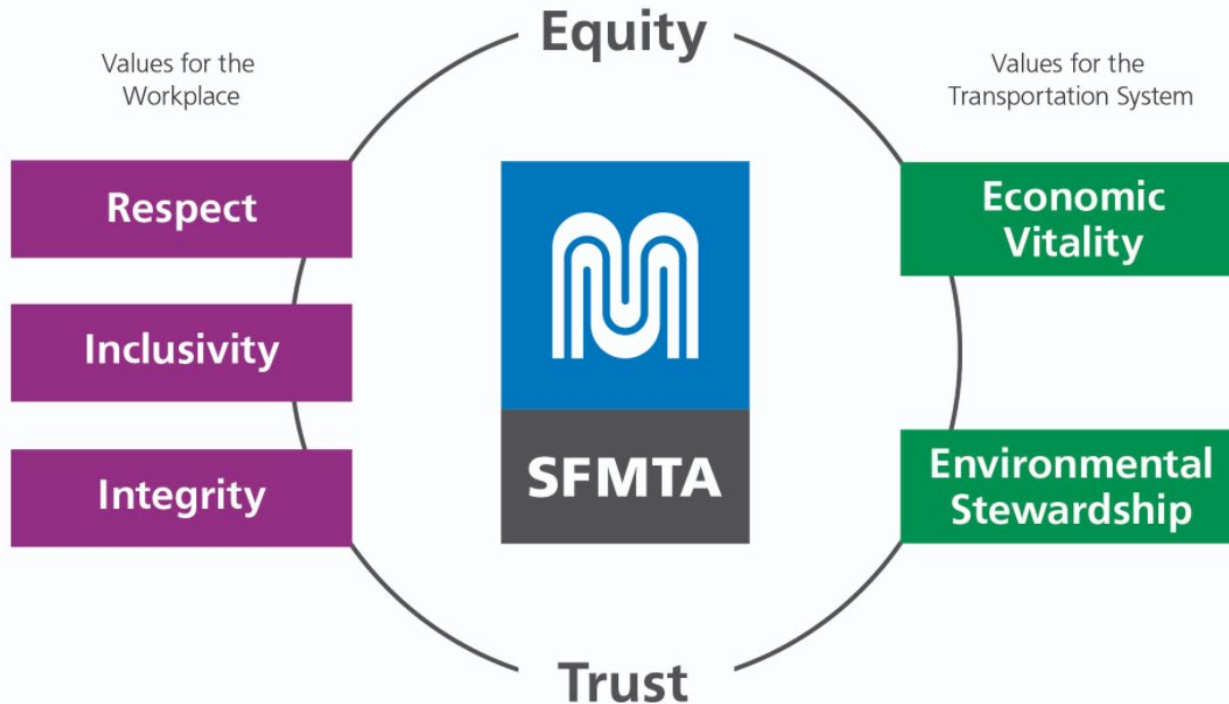 Equity
Values for the
Workplace
Respect
Inclusivity
Integrity
SFMTA
Values for the
Transportation System
Economic
Vitality
Environmental
Stewardship
Trust